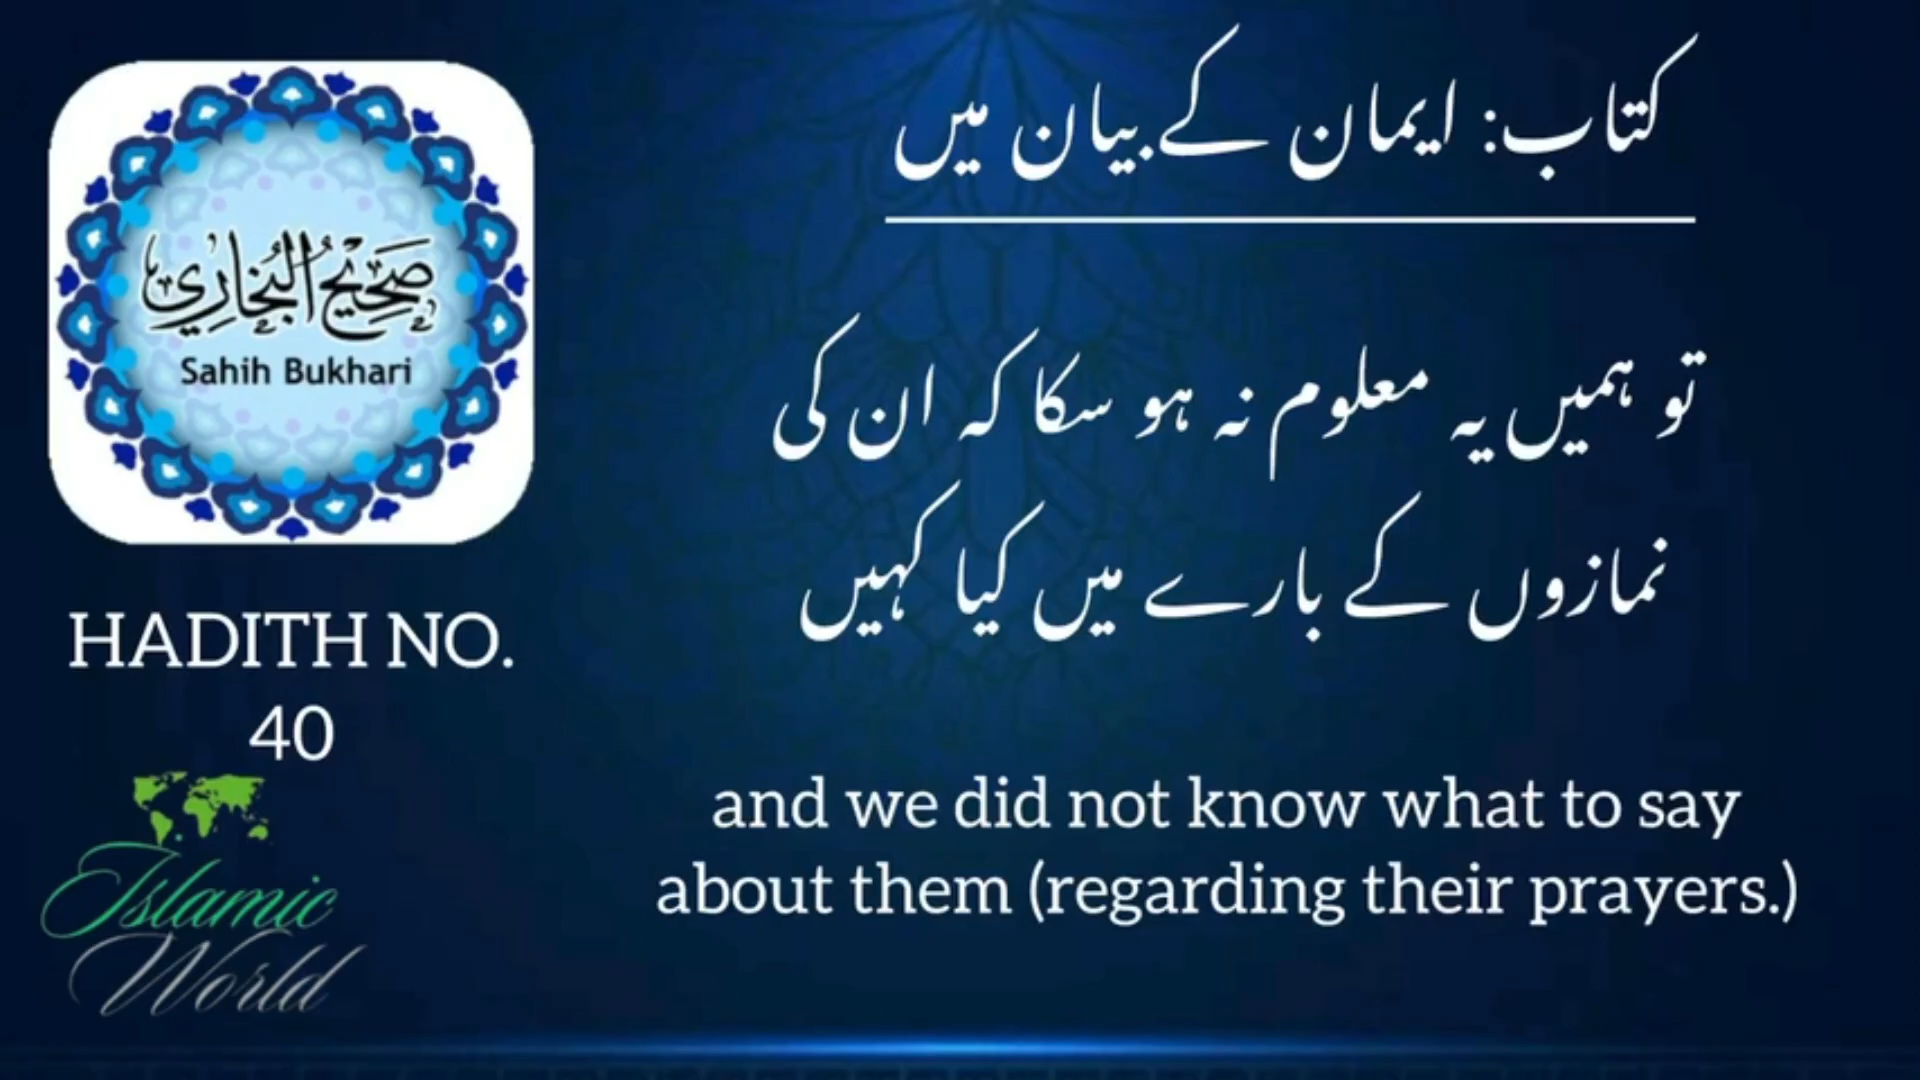 صَحِيحُ الْبُخَارِي
Sahih Bukhari
HADITH NO.
40
Islamic
World
کتاب: ایمان کے بیان میں
تو ہمیں یہ معلوم نہ ہو سکا کہ ان کی
نمازوں کے بارے میں کیا کہیں
and we did not know what to say
about them (regarding their prayers.)